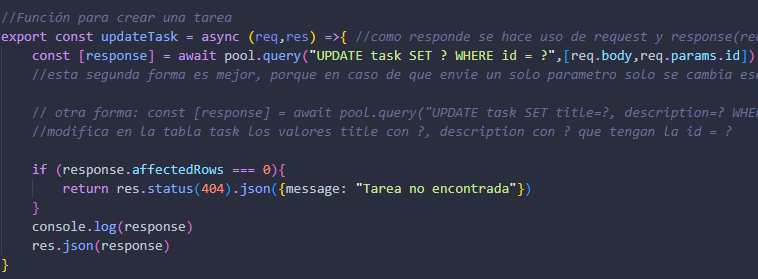 //Función para crear una tarea
export const updateTask = async (req,res) =>{ //como responde se hace uso de request y response(req
    const [response] = await pool.query("UPDATE task SET ? WHERE id = ?",[req.body,req.params.id])
    //esta segunda forma es mejor, porque en caso de que envie un solo parametro solo se cambia ese
    // otra forma: const [response] = await pool.query("UPDATE task SET title=?, description=? WHE
    //modifica en la tabla task los valores title con ?, description con ? que tengan la id = ?
    if (response.affectedRows === 0){
        return res.status(404).json({message: "Tarea no encontrada"})
    }
    console.log(response)
    res.json(response)
}